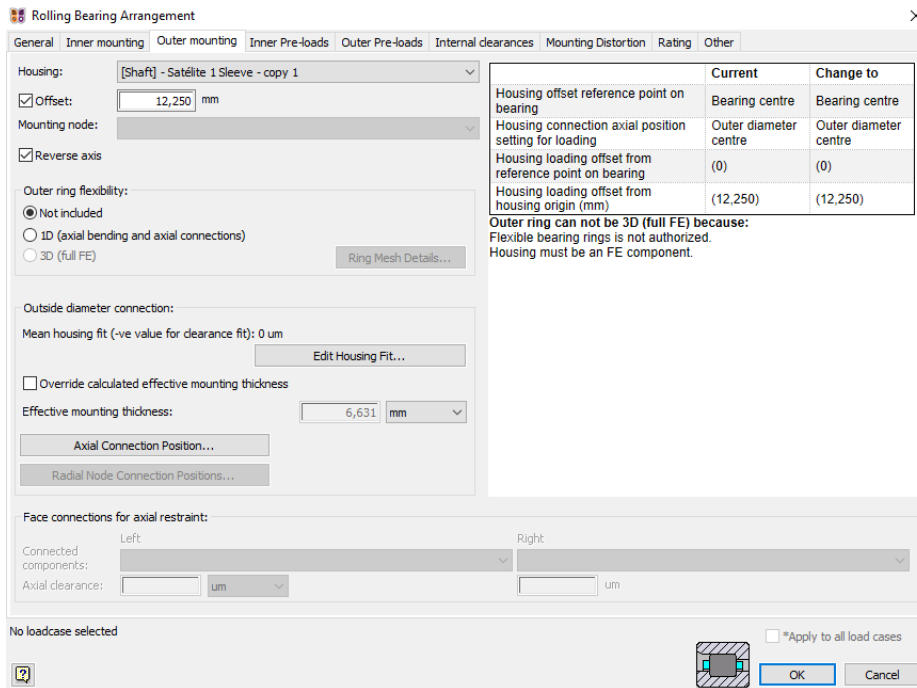 Rolling Bearing Arrangement
General Inner mounting Outer mounting Inner Pre-loads Outer Pre-loads Internal clearances Mounting Distortion Rating Other
Housing: [Shaft] - Satélite 1 Sleeve - copy 1
Offset: 12,250 mm
Mounting node:
Reverse axis
Outer ring flexibility:
Not included
1D (axial bending and axial connections)
3D (full FE)
Ring Mesh Details...
Outside diameter connection:
Mean housing fit (-ve value for clearance fit): 0 um
Edit Housing Fit...
Override calculated effective mounting thickness
Effective mounting thickness: 6,631 mm
Axial Connection Position...
Radial Node Connection Positions...
Current Change to
Housing offset reference point on
bearing
Bearing centre Bearing centre
Housing connection axial position
setting for loading
Outer diameter
centre
Outer diameter
centre
Housing loading offset from
reference point on bearing
(0) (0)
Housing loading offset from
housing origin (mm)
(12,250) (12,250)
Outer ring can not be 3D (full FE) because:
Flexible bearing rings is not authorized.
Housing must be an FE component.
Face connections for axial restraint:
Left Right
Connected
components:
Axial clearance: um um
No loadcase selected
*Apply to all load cases
OK Cancel